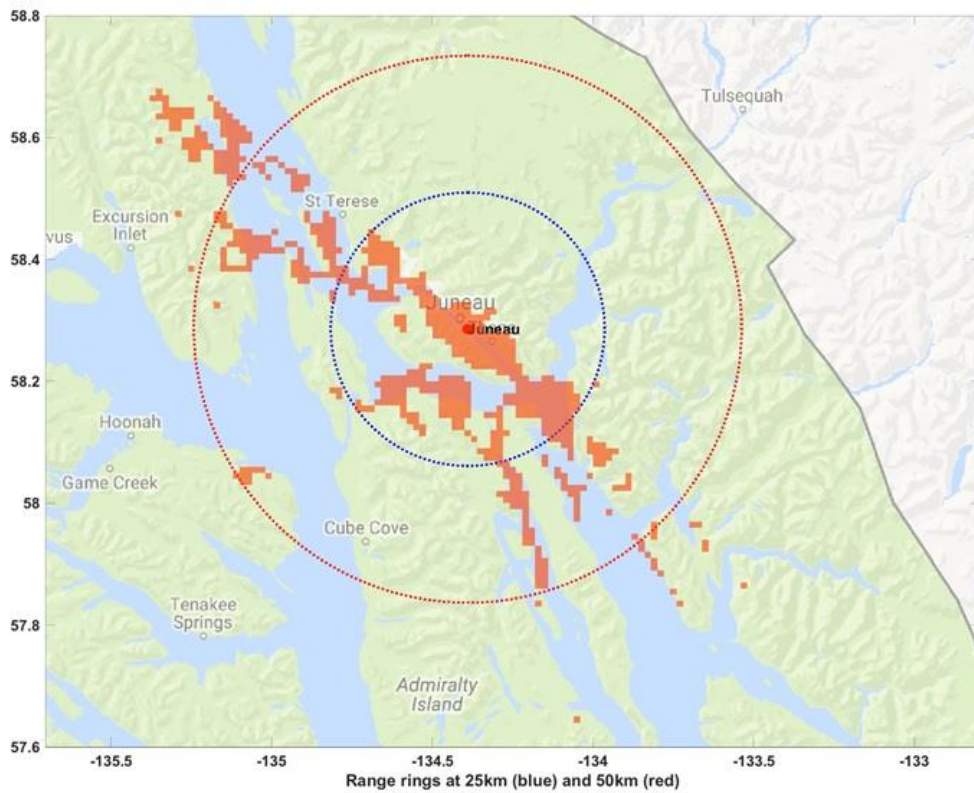 58.8
Tulsequah
58.6
St Terese
Excursion
Inlet
vus
58.4
Juneau
Juneau
58.2
Hoonah
Game Creek
58
Cube Cove
57.8
Tenakee
Springs
Admiralty
Island
57.6
-135.5 -135 -134.5 -134 -133.5 -133
Range rings at 25km (blue) and 50km (red)